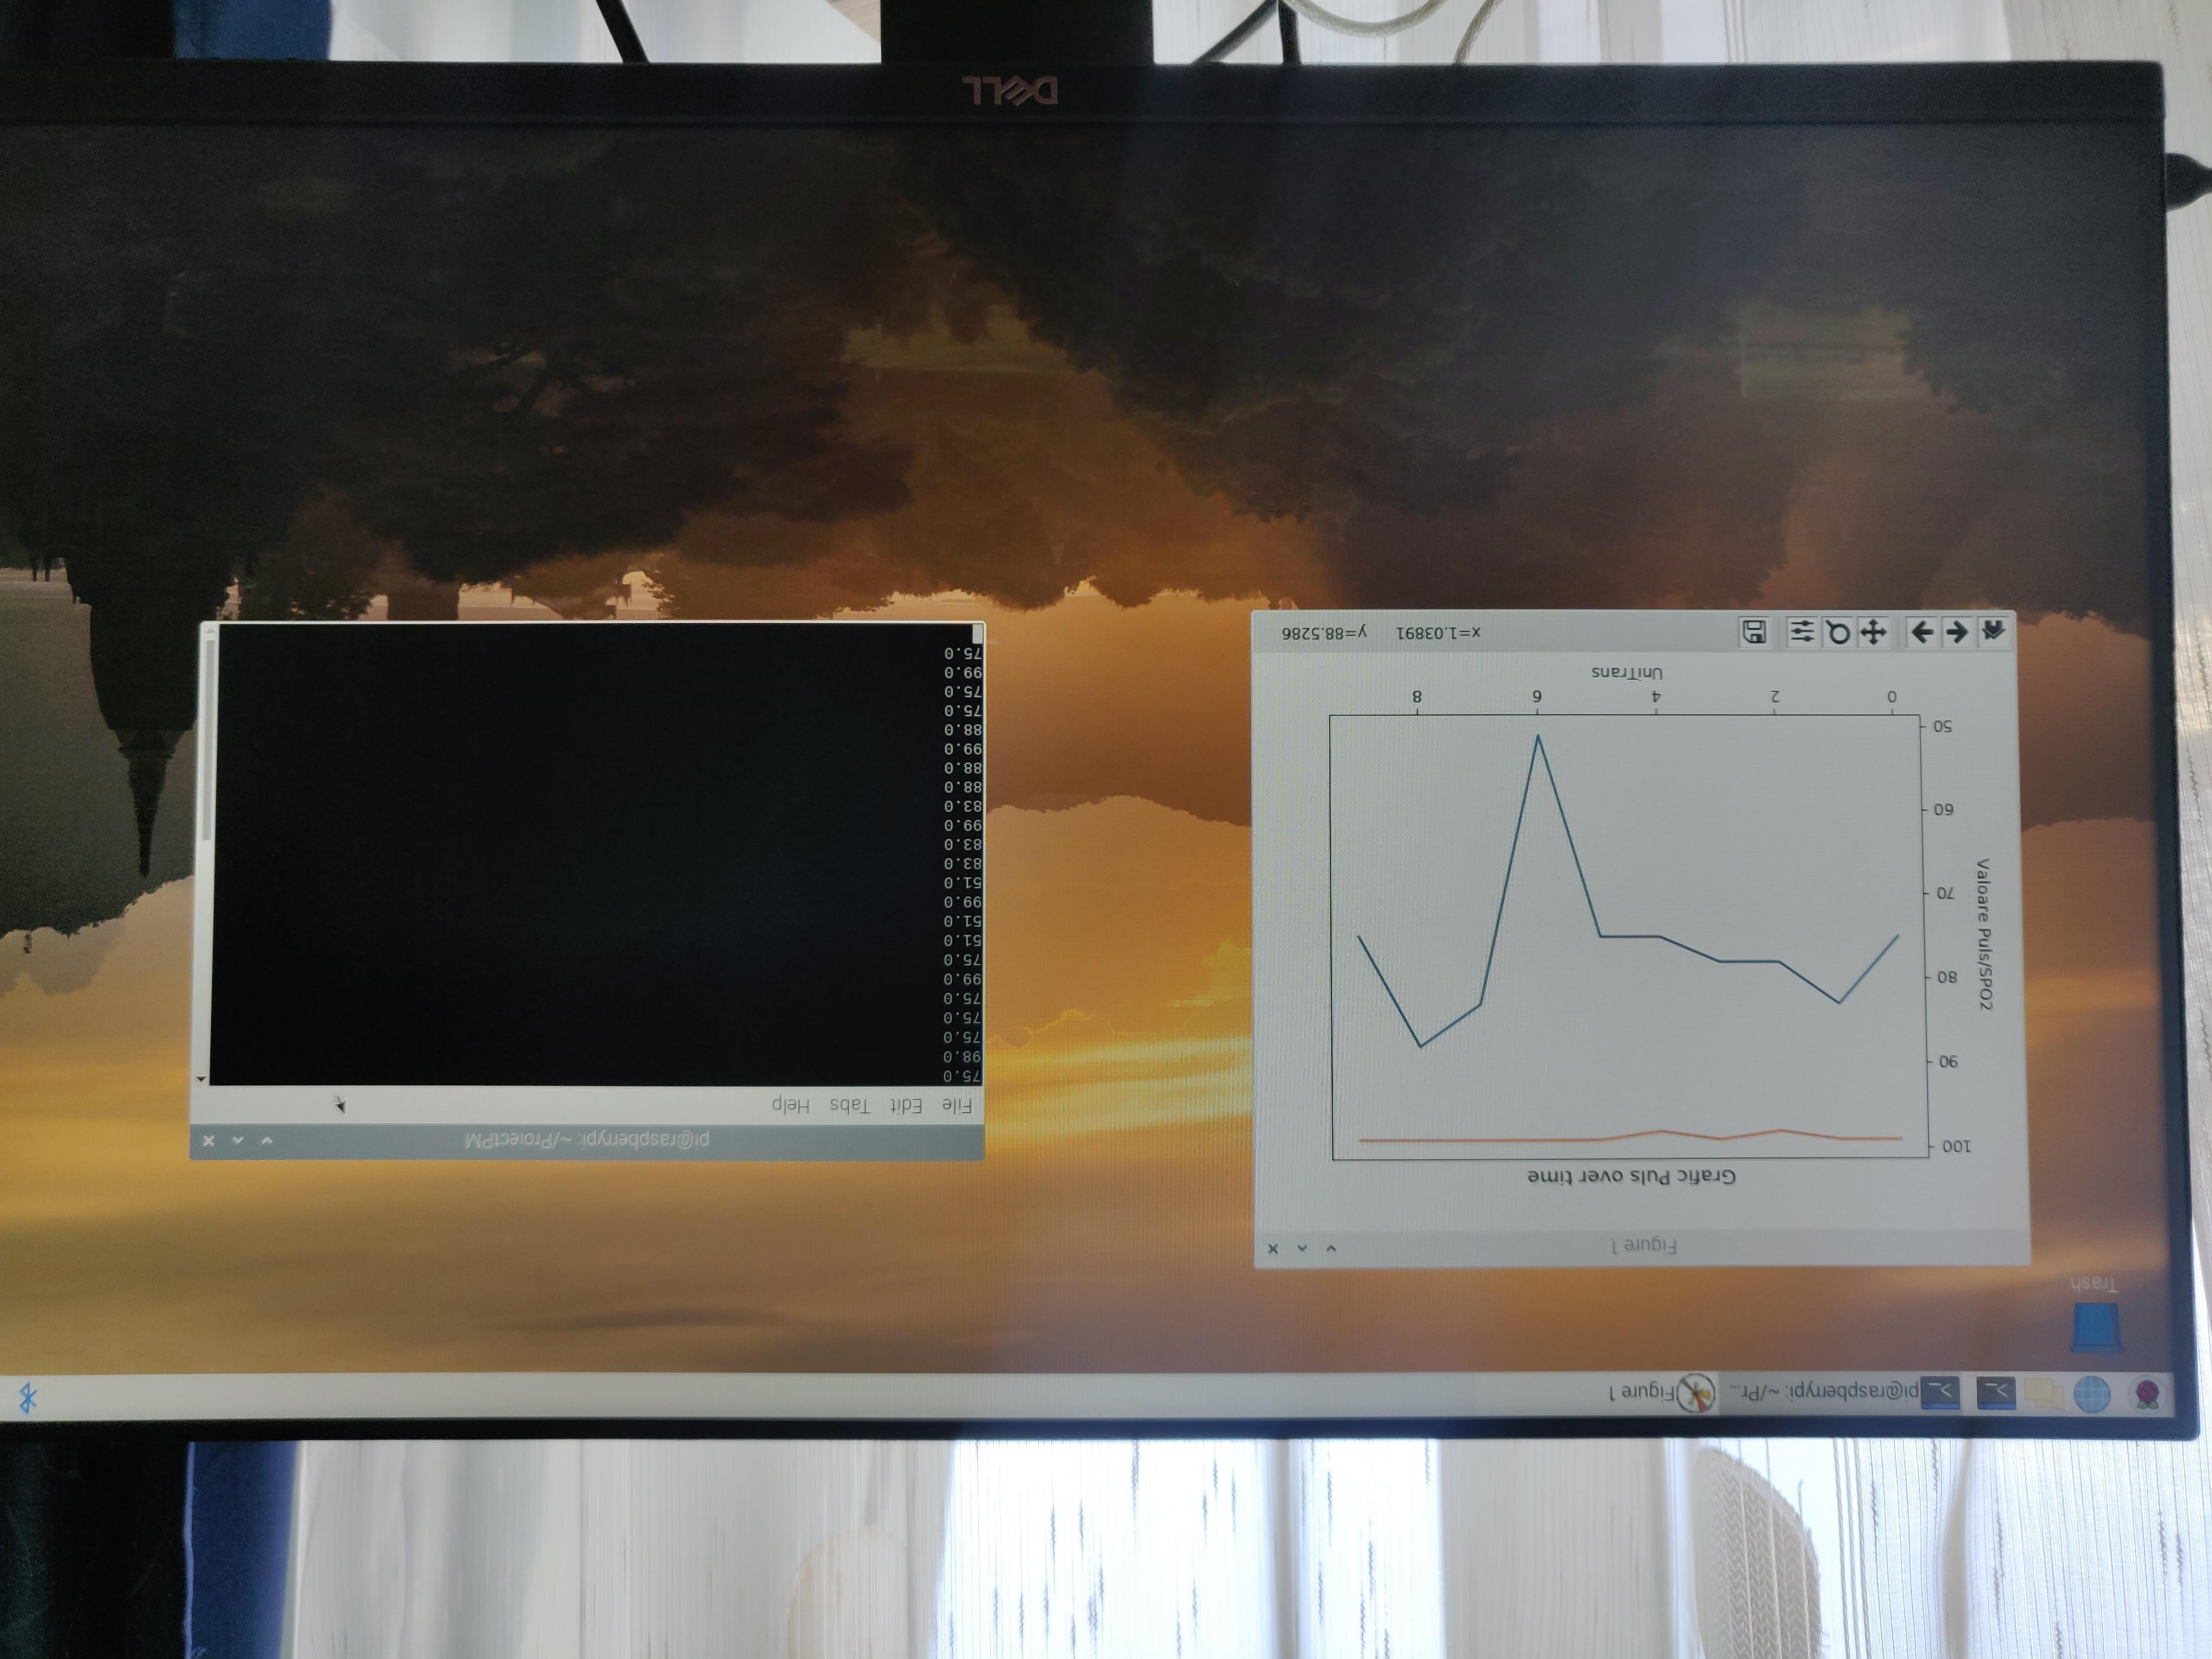 pi@raspberrypi: ~/Pr...
Figure 1
Trash
Figure 1
Grafic Puls over time
100
90
80
70
60
50
Valoare Puls/SPO2
0 2 4 6 8
UniTrans
x=1.03891 y=88.5286
pi@raspberrypi: ~/ProiectPM
File Edit Tabs Help
75.0
98.0
75.0
75.0
75.0
99.0
75.0
51.0
51.0
99.0
51.0
83.0
83.0
99.0
83.0
88.0
88.0
99.0
88.0
75.0
75.0
99.0
75.0
DELL